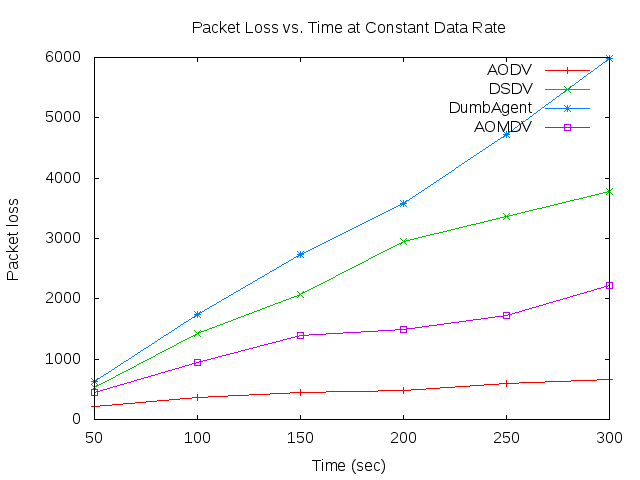 Packet Loss vs. Time at Constant Data Rate
6000
5000
4000
3000
2000
1000
0
Packet loss
AODV
DSDV
DumbAgent
AOMDV
50 100 150 200 250 300
Time (sec)